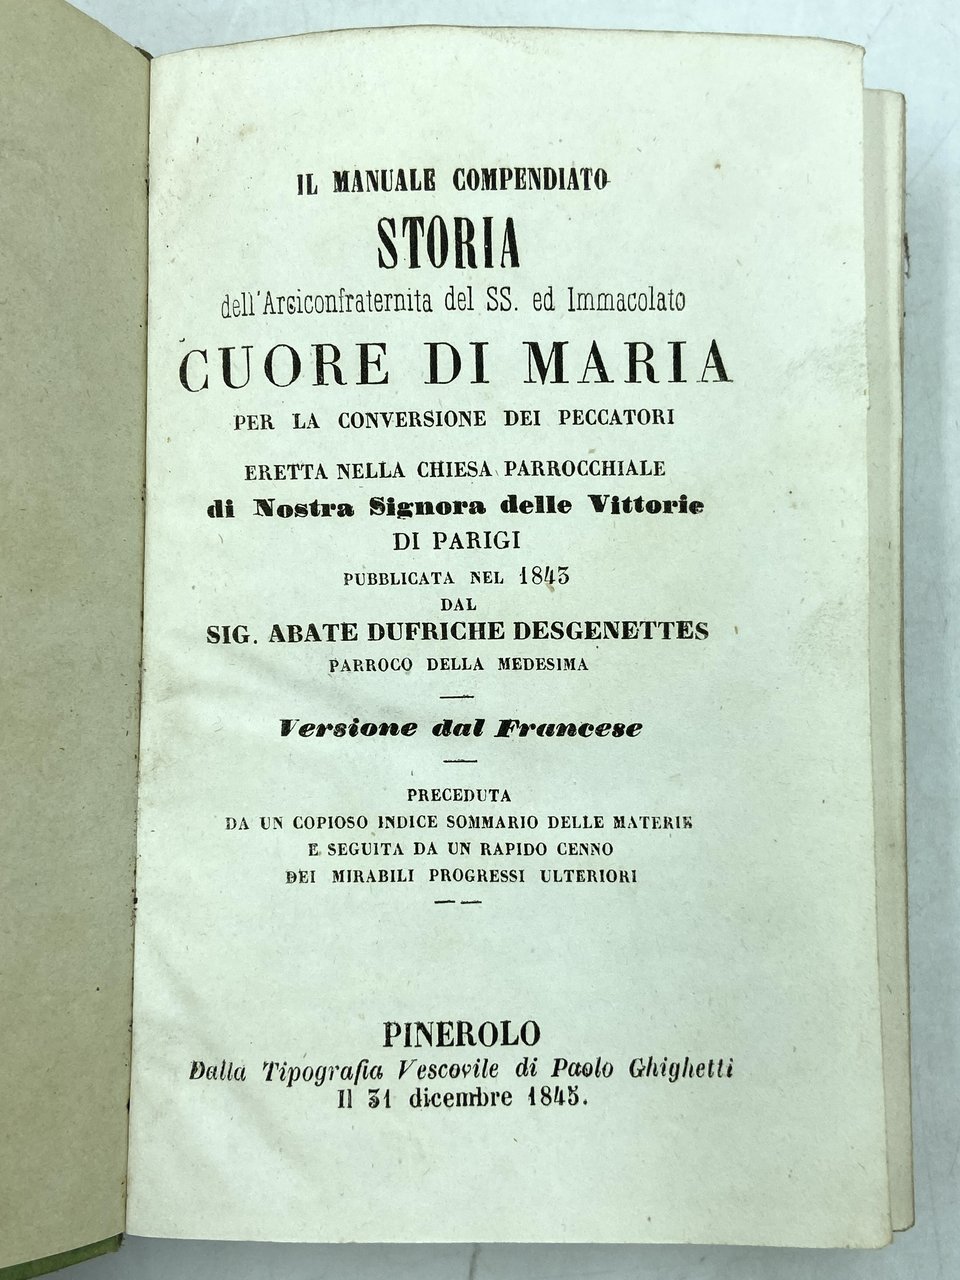 IL MANUALE COMPENDIATO
STORIA
dell'Arciconfraternita del SS. ed Immacolato
CUORE DI MARIA
PER LA CONVERSIONE DEI PECCATORI
ERETTA NELLA CHIESA PARROCCHIALE
di Nostra Signora delle Vittorie
DI PARIGI
PUBBLICATA NEL 1843
DAL
SIG. ABATE DUFRICHE DESGENETTES
PARROCO DELLA MEDESIMA
Versione dal Francese
PRECEDUTA
DA UN COPIOSO INDICE SOMMARIO DELLE MATERIE
E SEGUITA DA UN RAPIDO CENNO
DEI MIRABILI PROGRESSI ULTERIORI
PINEROLO
Dalla Tipografia Vescovile di Paolo Ghighetti
Il 31 dicembre 1845.